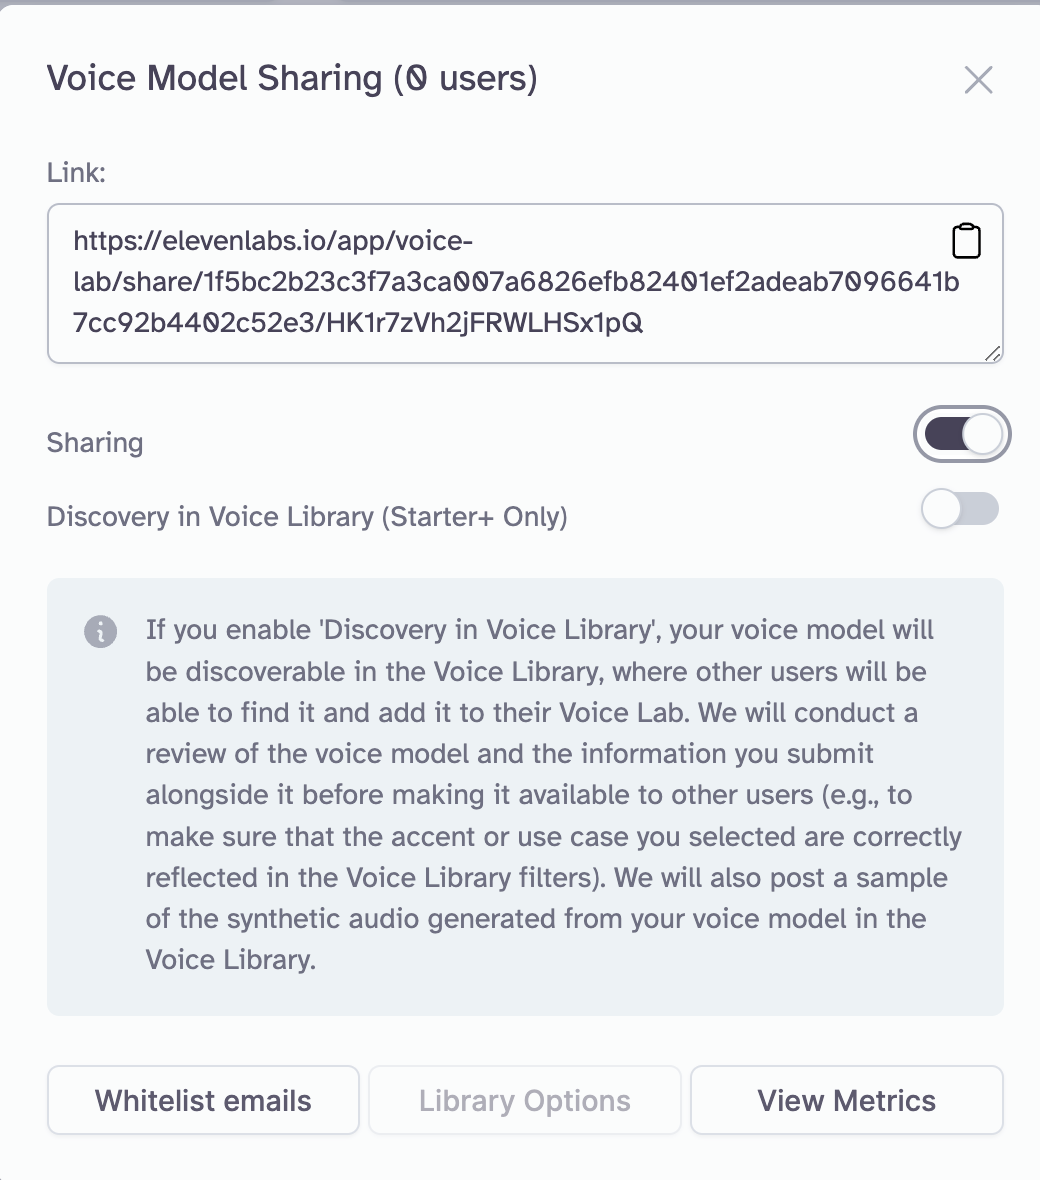 Voice Model Sharing (0 users)
Link:
https://elevenlabs.io/app/voice-
lab/share/1f5bc2b23c3f7a3ca007a6826efb82401ef2adeab7096641b
7cc92b4402c52e3/HK1r7zVh2jFRWLHSx1pQ
Sharing
Discovery in Voice Library (Starter+ Only)
If you enable 'Discovery in Voice Library', your voice model will
be discoverable in the Voice Library, where other users will be
able to find it and add it to their Voice Lab. We will conduct a
review of the voice model and the information you submit
alongside it before making it available to other users (e.g., to
make sure that the accent or use case you selected are correctly
reflected in the Voice Library filters). We will also post a sample
of the synthetic audio generated from your voice model in the
Voice Library.
Whitelist emails
Library Options
View Metrics